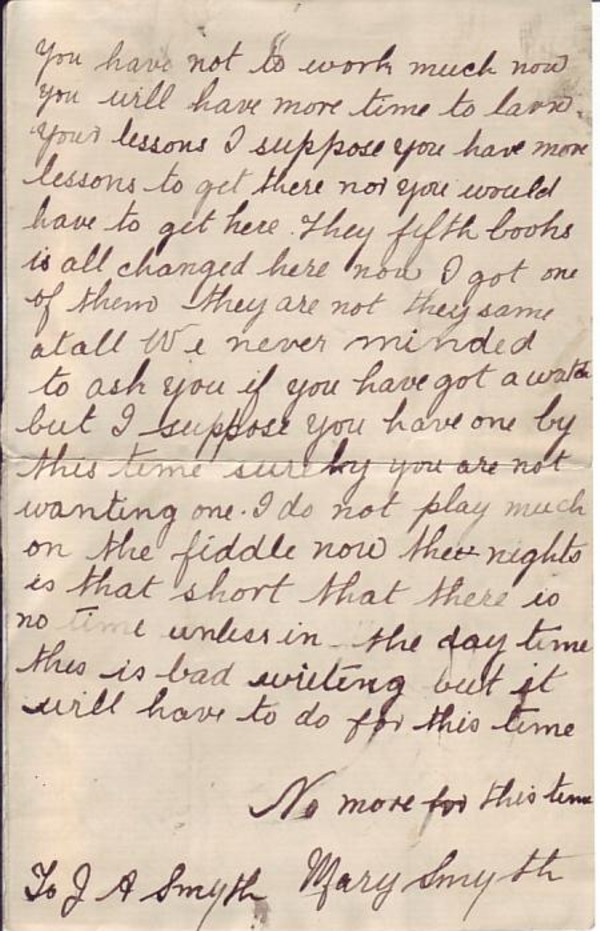 you have not to work much now
you will have more time to larn
your lessons I suppose you have more
lessons to get there nor you would
have to get here. They fifth books
is all changed here now I got one
of them they are not they same
atall We never minded
to ask you if you have got a watch
but I suppose you have one by
this time surely you are not
wanting one. I do not play much
on the fiddle now the nights
is that short that there is
no time unless in the day time
this is bad writing but it
will have to do for this time
No more for this time
To J A Smyth Mary Smyth